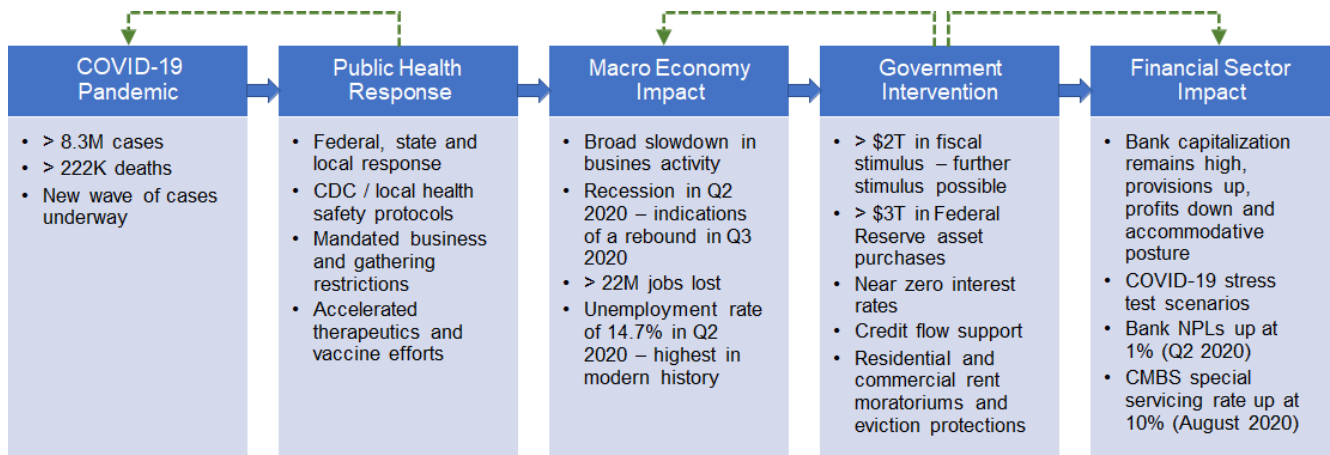 COVID-19
Pandemic
• > 8.3M cases
• > 222K deaths
• New wave of cases
underway
Public Health
Response
• Federal, state and
local response
• CDC / local health
safety protocols
• Mandated business
and gathering
restrictions
• Accelerated
therapeutics and
vaccine efforts
Macro Economy
Impact
• Broad slowdown in
busines activity
• Recession in Q2
2020 – indications
of a rebound in Q3
2020
• > 22M jobs lost
• Unemployment rate
of 14.7% in Q2
2020 – highest in
modern history
Government
Intervention
• > $2T in fiscal
stimulus – further
stimulus possible
• > $3T in Federal
Reserve asset
purchases
• Near zero interest
rates
• Credit flow support
• Residential and
commercial rent
moratoriums and
eviction protections
Financial Sector
Impact
• Bank capitalization
remains high,
provisions up,
profits down and
accommodative
posture
• COVID-19 stress
test scenarios
• Bank NPLs up at
1% (Q2 2020)
• CMBS special
servicing rate up at
10% (August 2020)